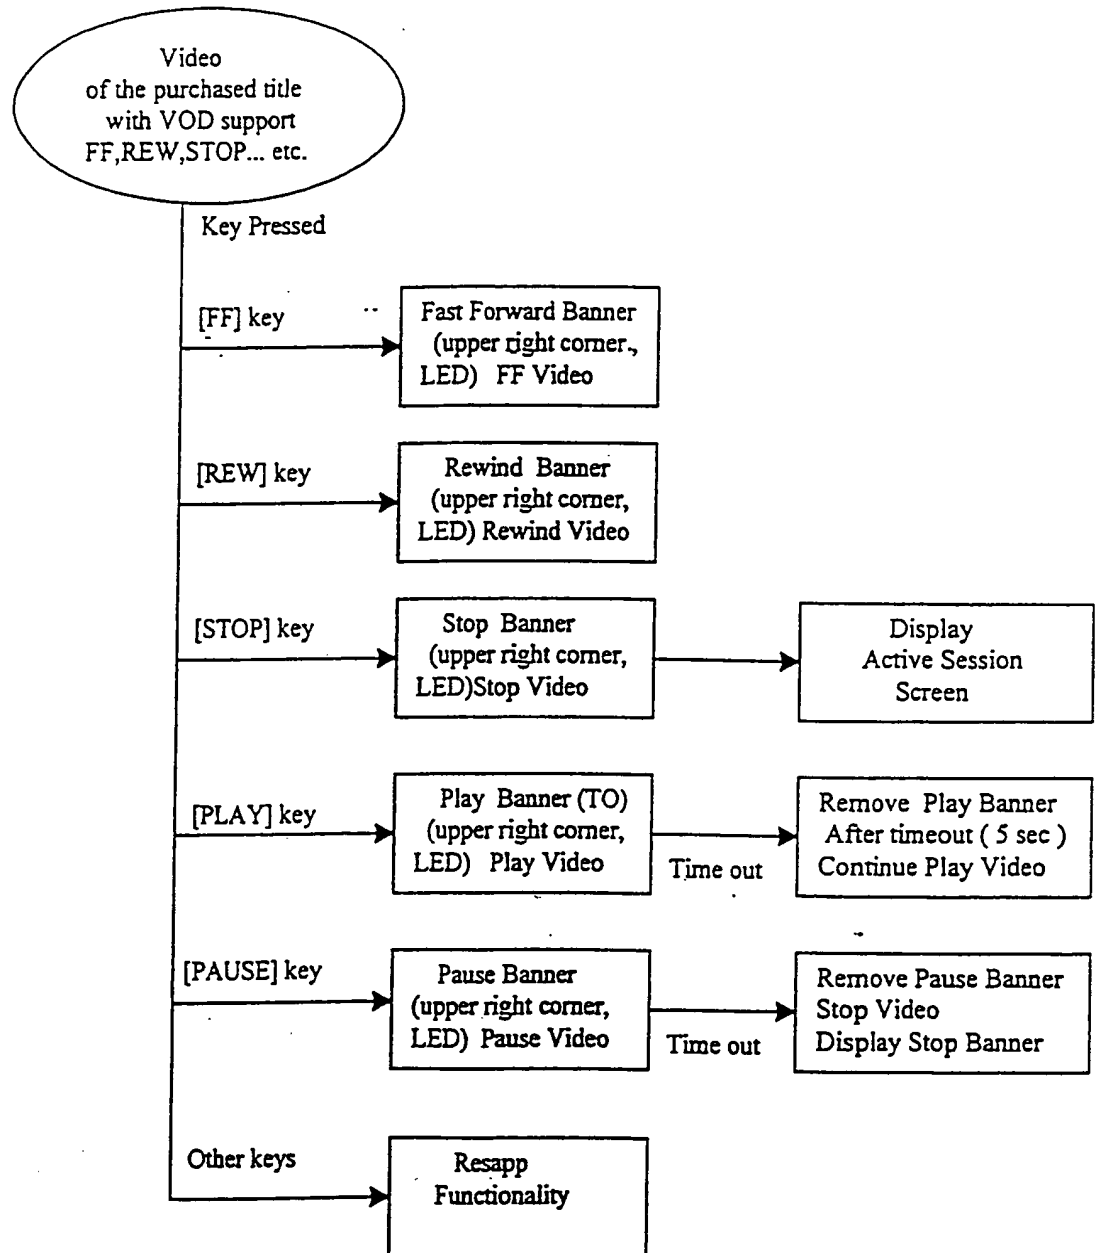 Video
of the purchased title
with VOD support
FF,REW,STOP... etc.
Key Pressed
[FF] key
Fast Forward Banner
(upper right corner.,
LED) FF Video
[REW] key
Rewind Banner
(upper right corner,
LED) Rewind Video
[STOP] key
Stop Banner
(upper right corner,
LED)Stop Video
Display
Active Session
Screen
[PLAY] key
Play Banner (TO)
(upper right corner,
LED) Play Video
Time out
Remove Play Banner
After timeout ( 5 sec )
Continue Play Video
[PAUSE] key
Pause Banner
(upper right corner,
LED) Pause Video
Time out
Remove Pause Banner
Stop Video
Display Stop Banner
Other keys
Resapp
Functionality